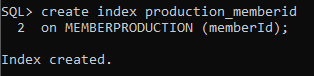 SQL> create index production_memberid
  2  on MEMBERPRODUCTION (memberId);
Index created.